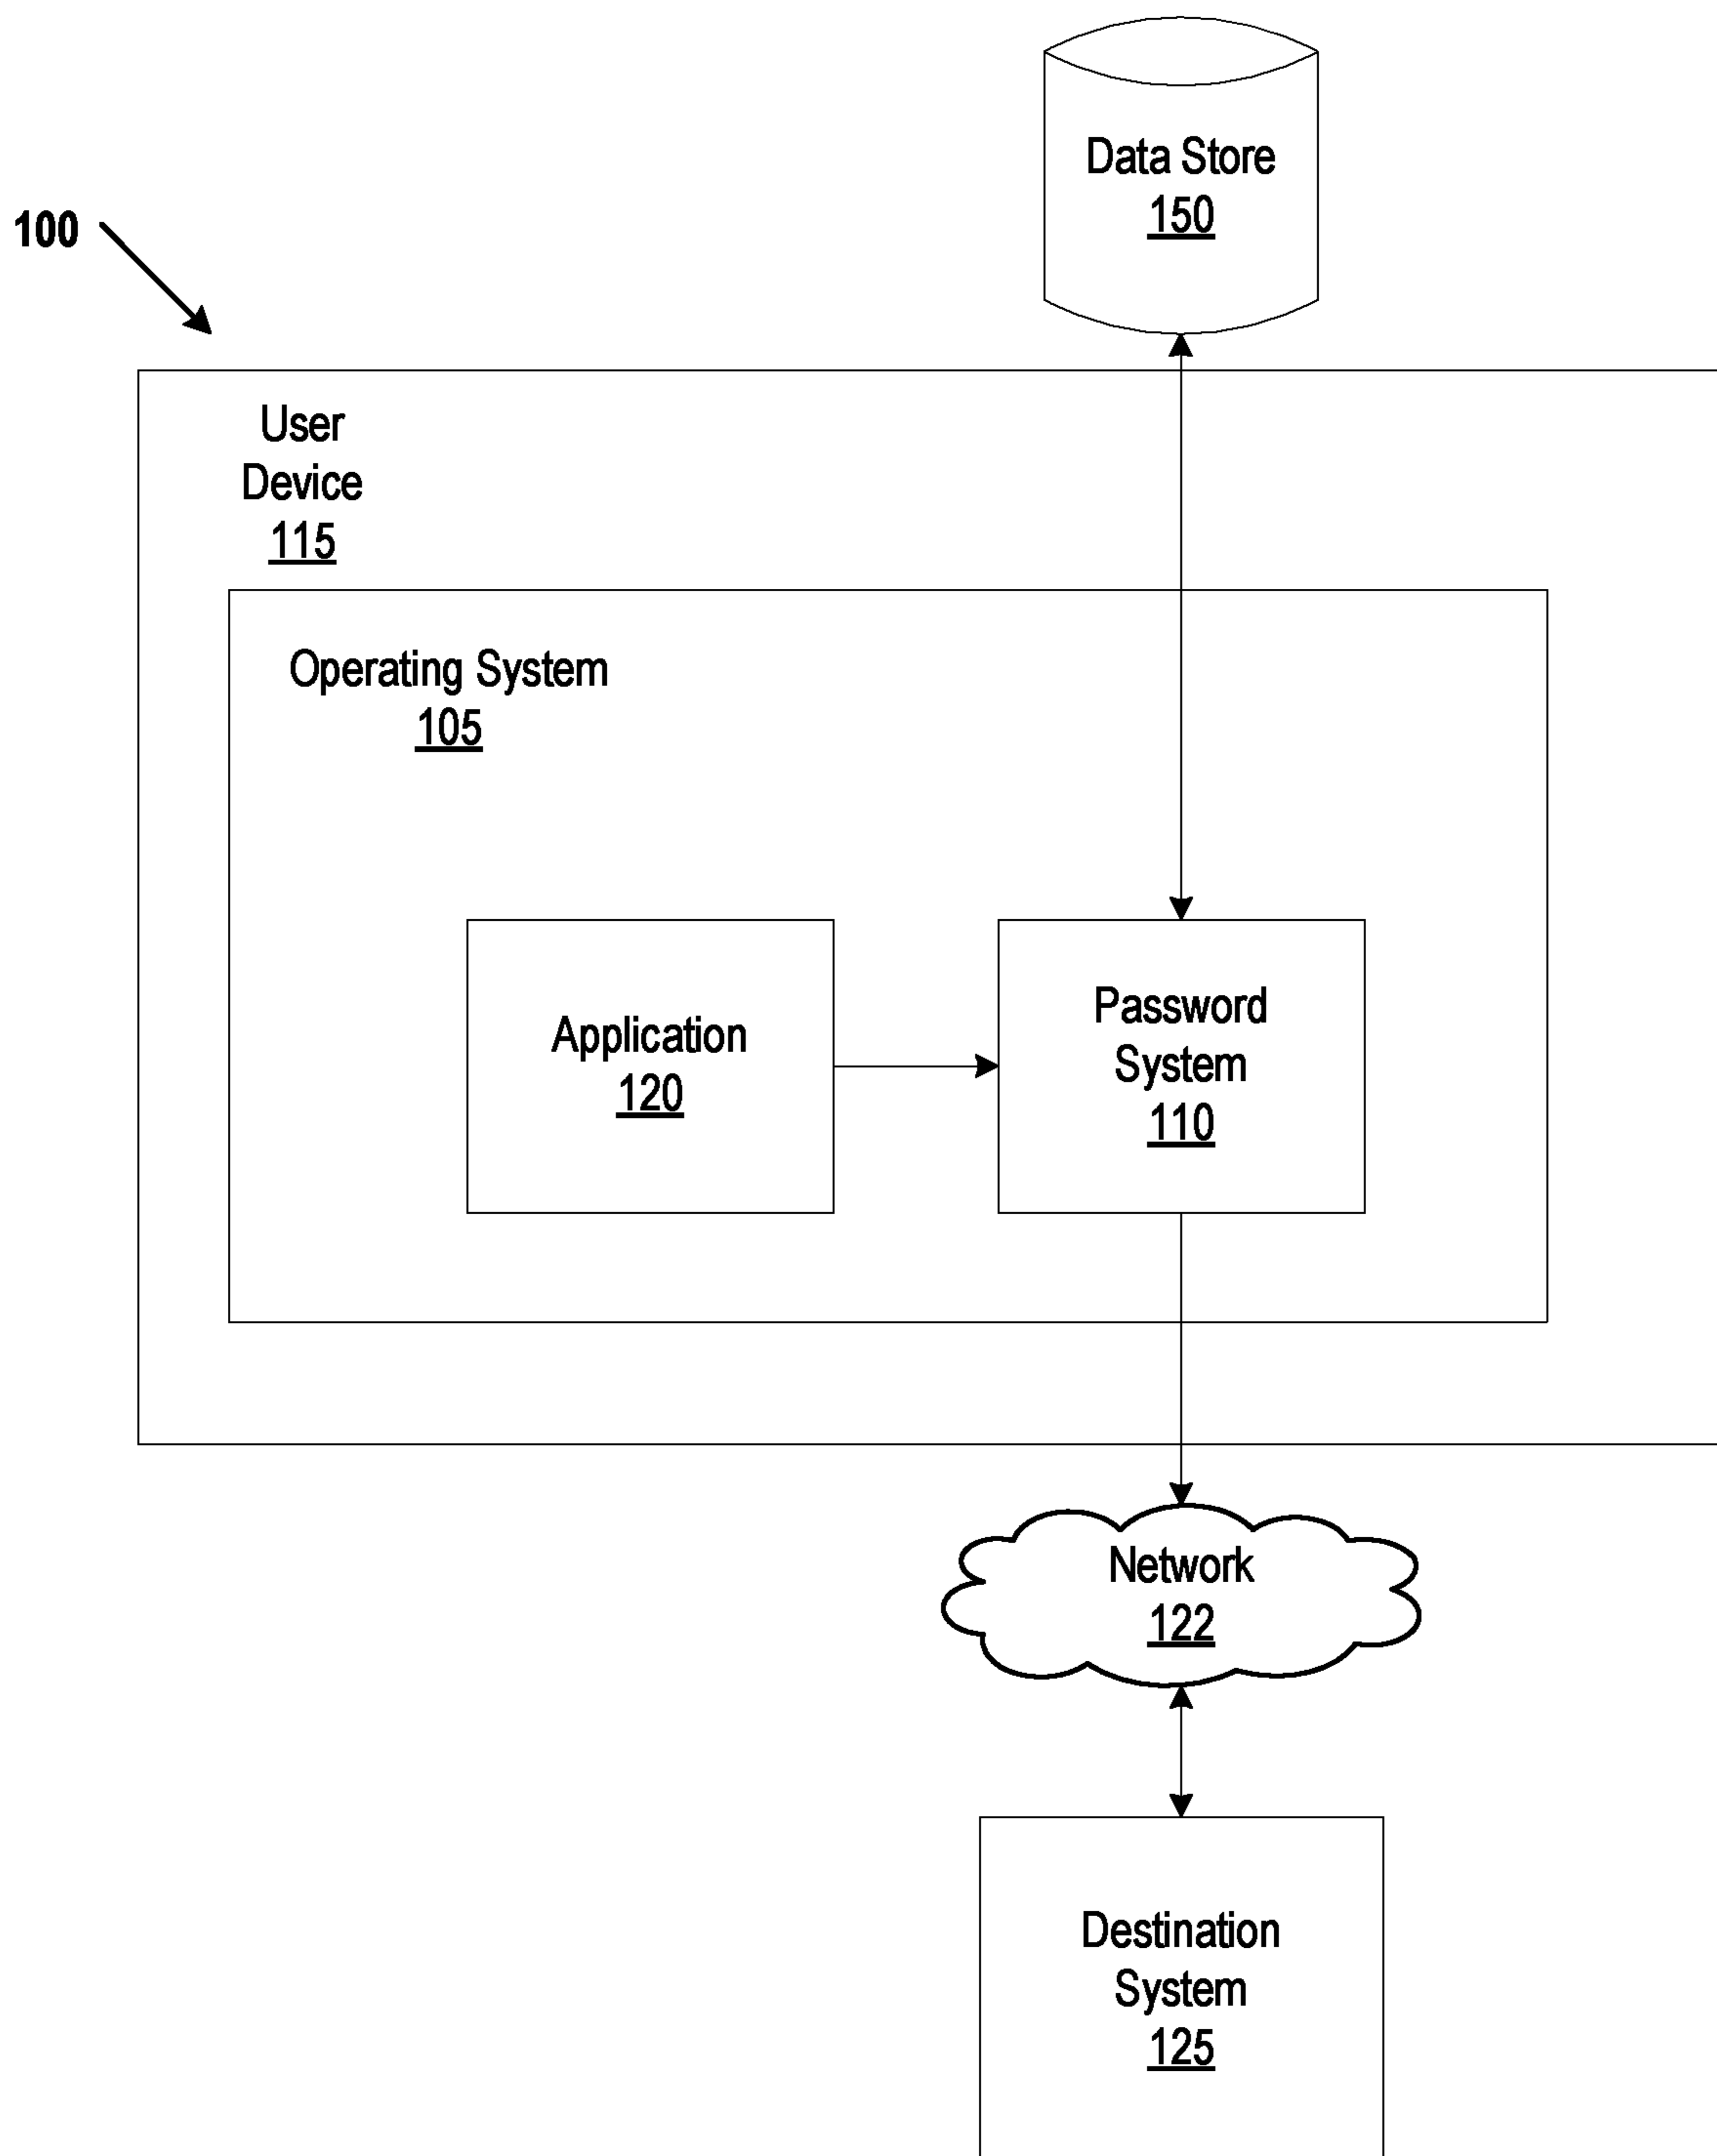 Data Store
150
100
User
Device
115
Operating System
105
Application
120
Password
System
110
Network
122
Destination
System
125